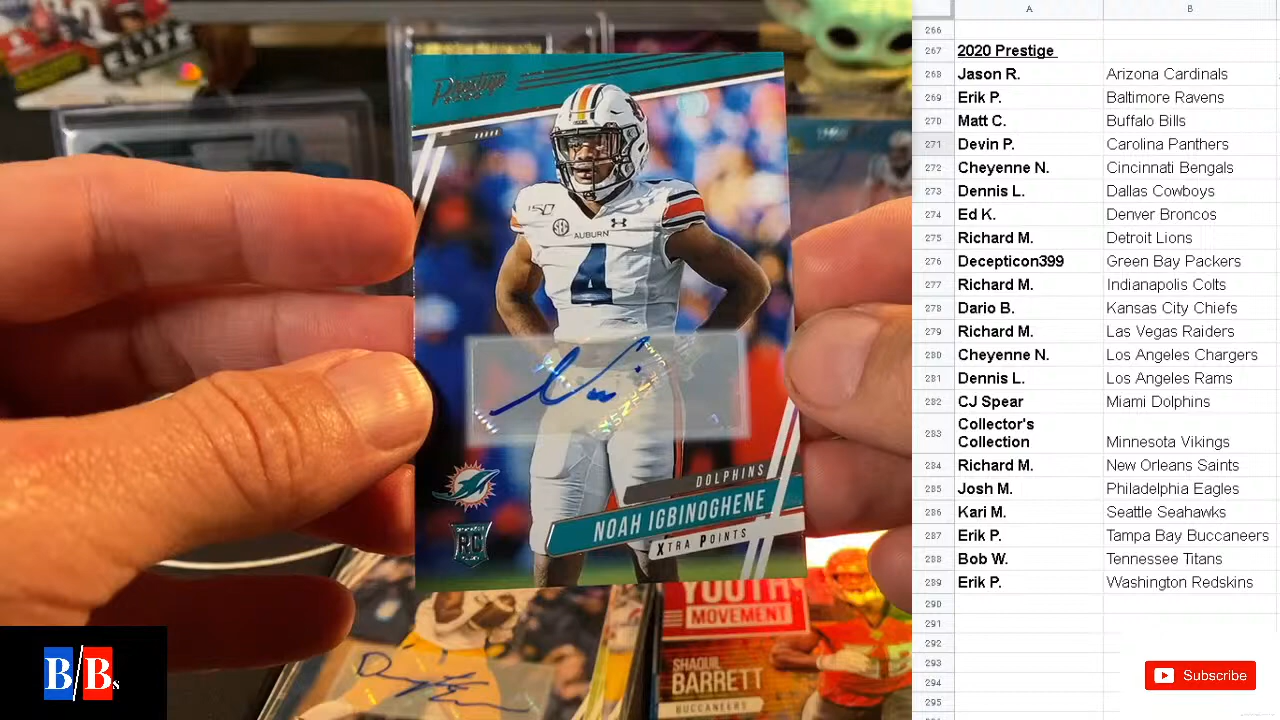 ELITE
Prestige
150
SEC
AUBURN
4
DOLPHINS
NOAH IGBINOGHENE
XTRA POINTS
RC
YOUTH
MOVEMENT
SHAQUIL
BARRETT
BUCCANEERS
B/Bs
A B
266
267 2020 Prestige
268 Jason R. Arizona Cardinals
269 Erik P. Baltimore Ravens
270 Matt C. Buffalo Bills
271 Devin P. Carolina Panthers
272 Cheyenne N. Cincinnati Bengals
273 Dennis L. Dallas Cowboys
274 Ed K. Denver Broncos
275 Richard M. Detroit Lions
276 Decepticon399 Green Bay Packers
277 Richard M. Indianapolis Colts
278 Dario B. Kansas City Chiefs
279 Richard M. Las Vegas Raiders
280 Cheyenne N. Los Angeles Chargers
281 Dennis L. Los Angeles Rams
282 CJ Spear Miami Dolphins
Collector's
283 Collection Minnesota Vikings
284 Richard M. New Orleans Saints
285 Josh M. Philadelphia Eagles
286 Kari M. Seattle Seahawks
287 Erik P. Tampa Bay Buccaneers
288 Bob W. Tennessee Titans
289 Erik P. Washington Redskins
290
291
292
293
294
295
Subscribe